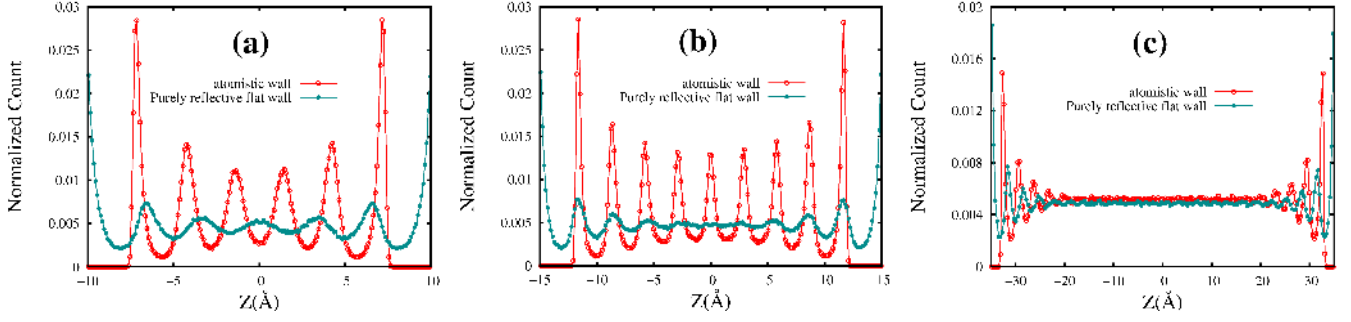 (a)
atomistic wall
Purely reflective flat wall
Normalized Count
0.03
0.025
0.02
0.015
0.01
0.005
0
−10 −5 0 5 10
Z(Å)
(b)
atomistic wall
Purely reflective flat wall
Normalized Count
0.03
0.025
0.02
0.015
0.01
0.005
0
−15 −10 −5 0 5 10 15
Z(Å)
(c)
atomistic wall
Purely reflective flat wall
Normalized Count
0.02
0.016
0.012
0.008
0.004
0
−30 −20 −10 0 10 20 30
Z(Å)